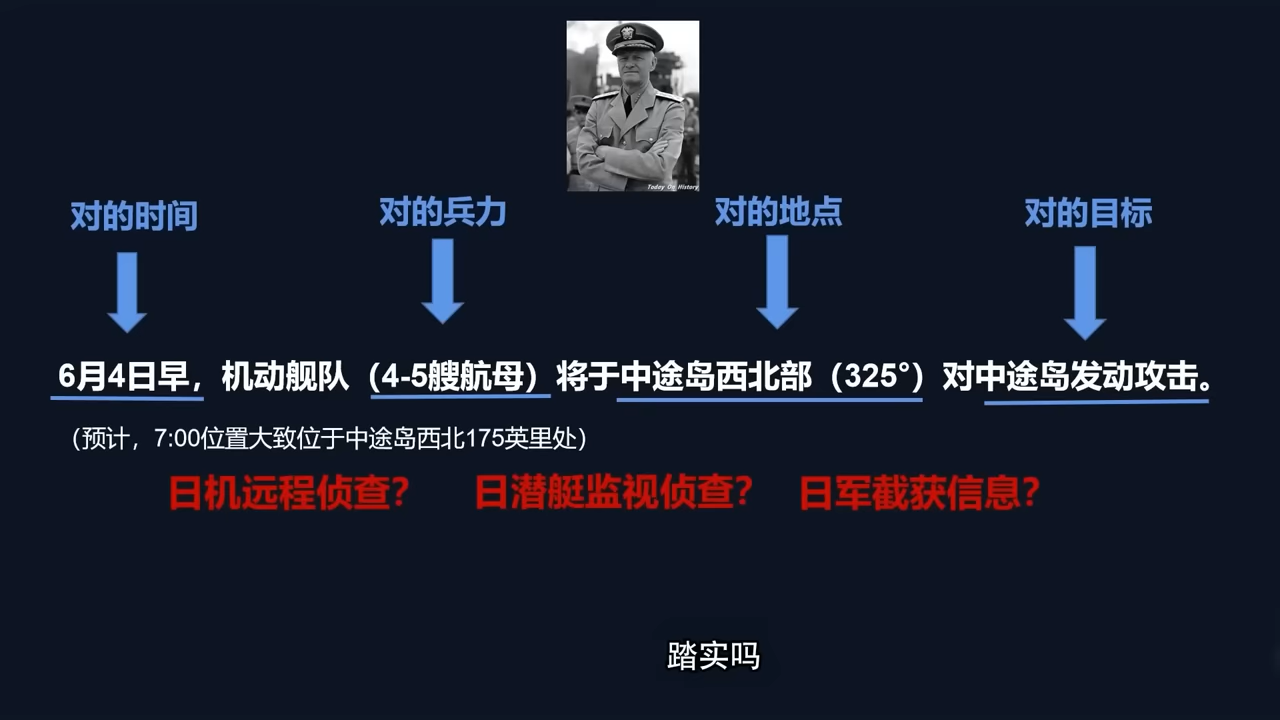 Today On History
对的时间 对的兵力 对的地点 对的目标
6月4日早，机动舰队（4-5艘航母）将于中途岛西北部（325°）对中途岛发动攻击。
（预计，7:00位置大致位于中途岛西北175英里处）
日机远程侦查？ 日潜艇监视侦查？ 日军截获信息？
踏实吗